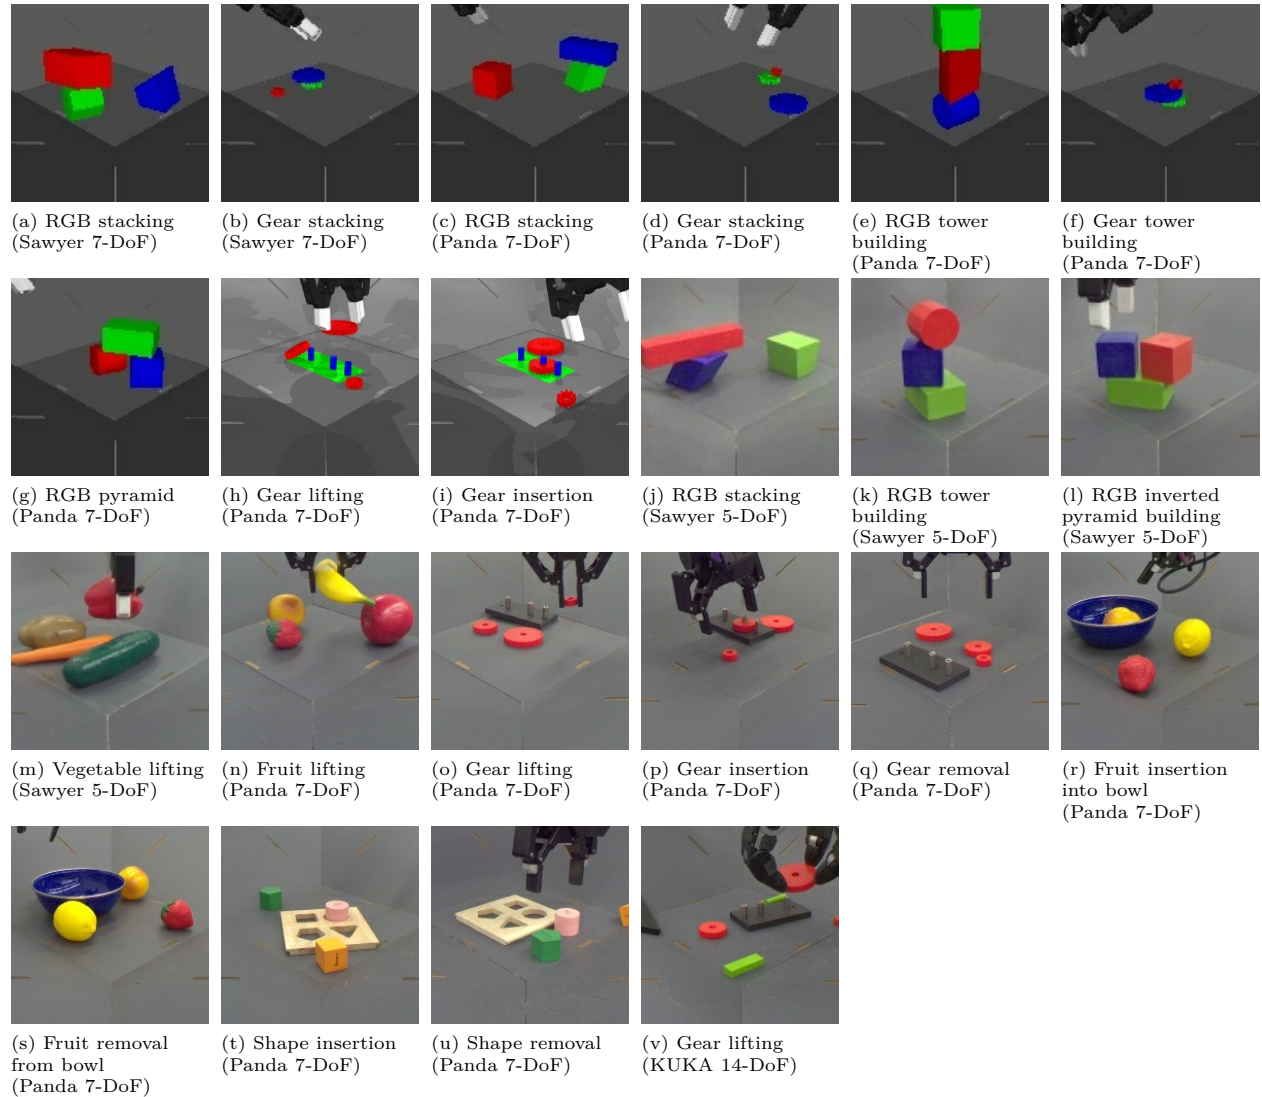 (a) RGB stacking
(Sawyer 7-DoF)
(b) Gear stacking
(Sawyer 7-DoF)
(c) RGB stacking
(Panda 7-DoF)
(d) Gear stacking
(Panda 7-DoF)
(e) RGB tower
building
(Panda 7-DoF)
(f) Gear tower
building
(Panda 7-DoF)
(g) RGB pyramid
(Panda 7-DoF)
(h) Gear lifting
(Panda 7-DoF)
(i) Gear insertion
(Panda 7-DoF)
(j) RGB stacking
(Sawyer 5-DoF)
(k) RGB tower
building
(Sawyer 5-DoF)
(l) RGB inverted
pyramid building
(Sawyer 5-DoF)
(m) Vegetable lifting
(Sawyer 5-DoF)
(n) Fruit lifting
(Panda 7-DoF)
(o) Gear lifting
(Panda 7-DoF)
(p) Gear insertion
(Panda 7-DoF)
(q) Gear removal
(Panda 7-DoF)
(r) Fruit insertion
into bowl
(Panda 7-DoF)
(s) Fruit removal
from bowl
(Panda 7-DoF)
(t) Shape insertion
(Panda 7-DoF)
(u) Shape removal
(Panda 7-DoF)
(v) Gear lifting
(KUKA 14-DoF)